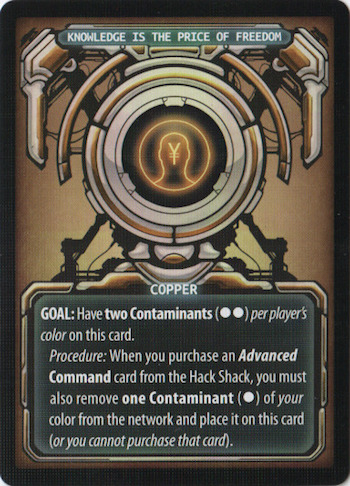 KNOWLEDGE IS THE PRICE OF FREEDOM
¥
COPPER
GOAL: Have two Contaminants (●●) per player's
color on this card.
Procedure: When you purchase an Advanced
Command card from the Hack Shack, you must
also remove one Contaminant (●) of your
color from the network and place it on this card
(or you cannot purchase that card).